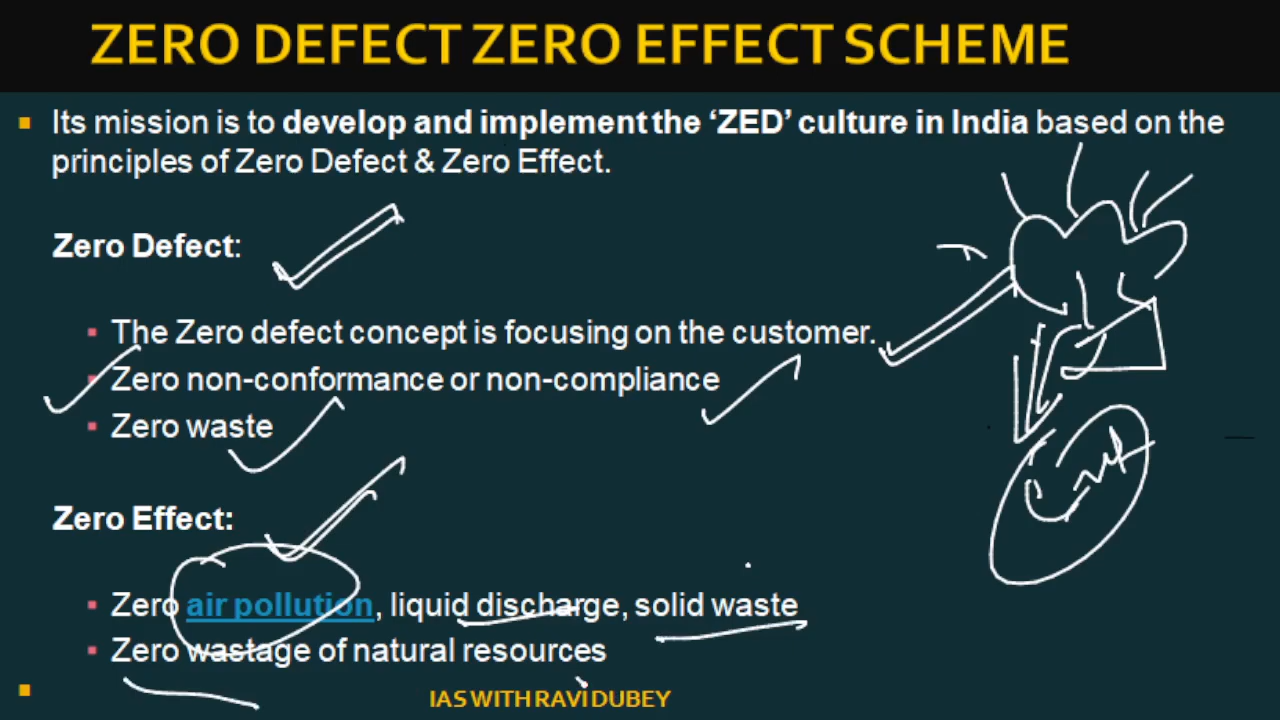 ZERO DEFECT ZERO EFFECT SCHEME
Its mission is to develop and implement the ‘ZED’ culture in India based on the
principles of Zero Defect & Zero Effect.
Zero Defect:
The Zero defect concept is focusing on the customer.
Zero non-conformance or non-compliance
Zero waste
Zero Effect:
Zero air pollution, liquid discharge, solid waste
Zero wastage of natural resources
IAS WITH RAVI DUBEY